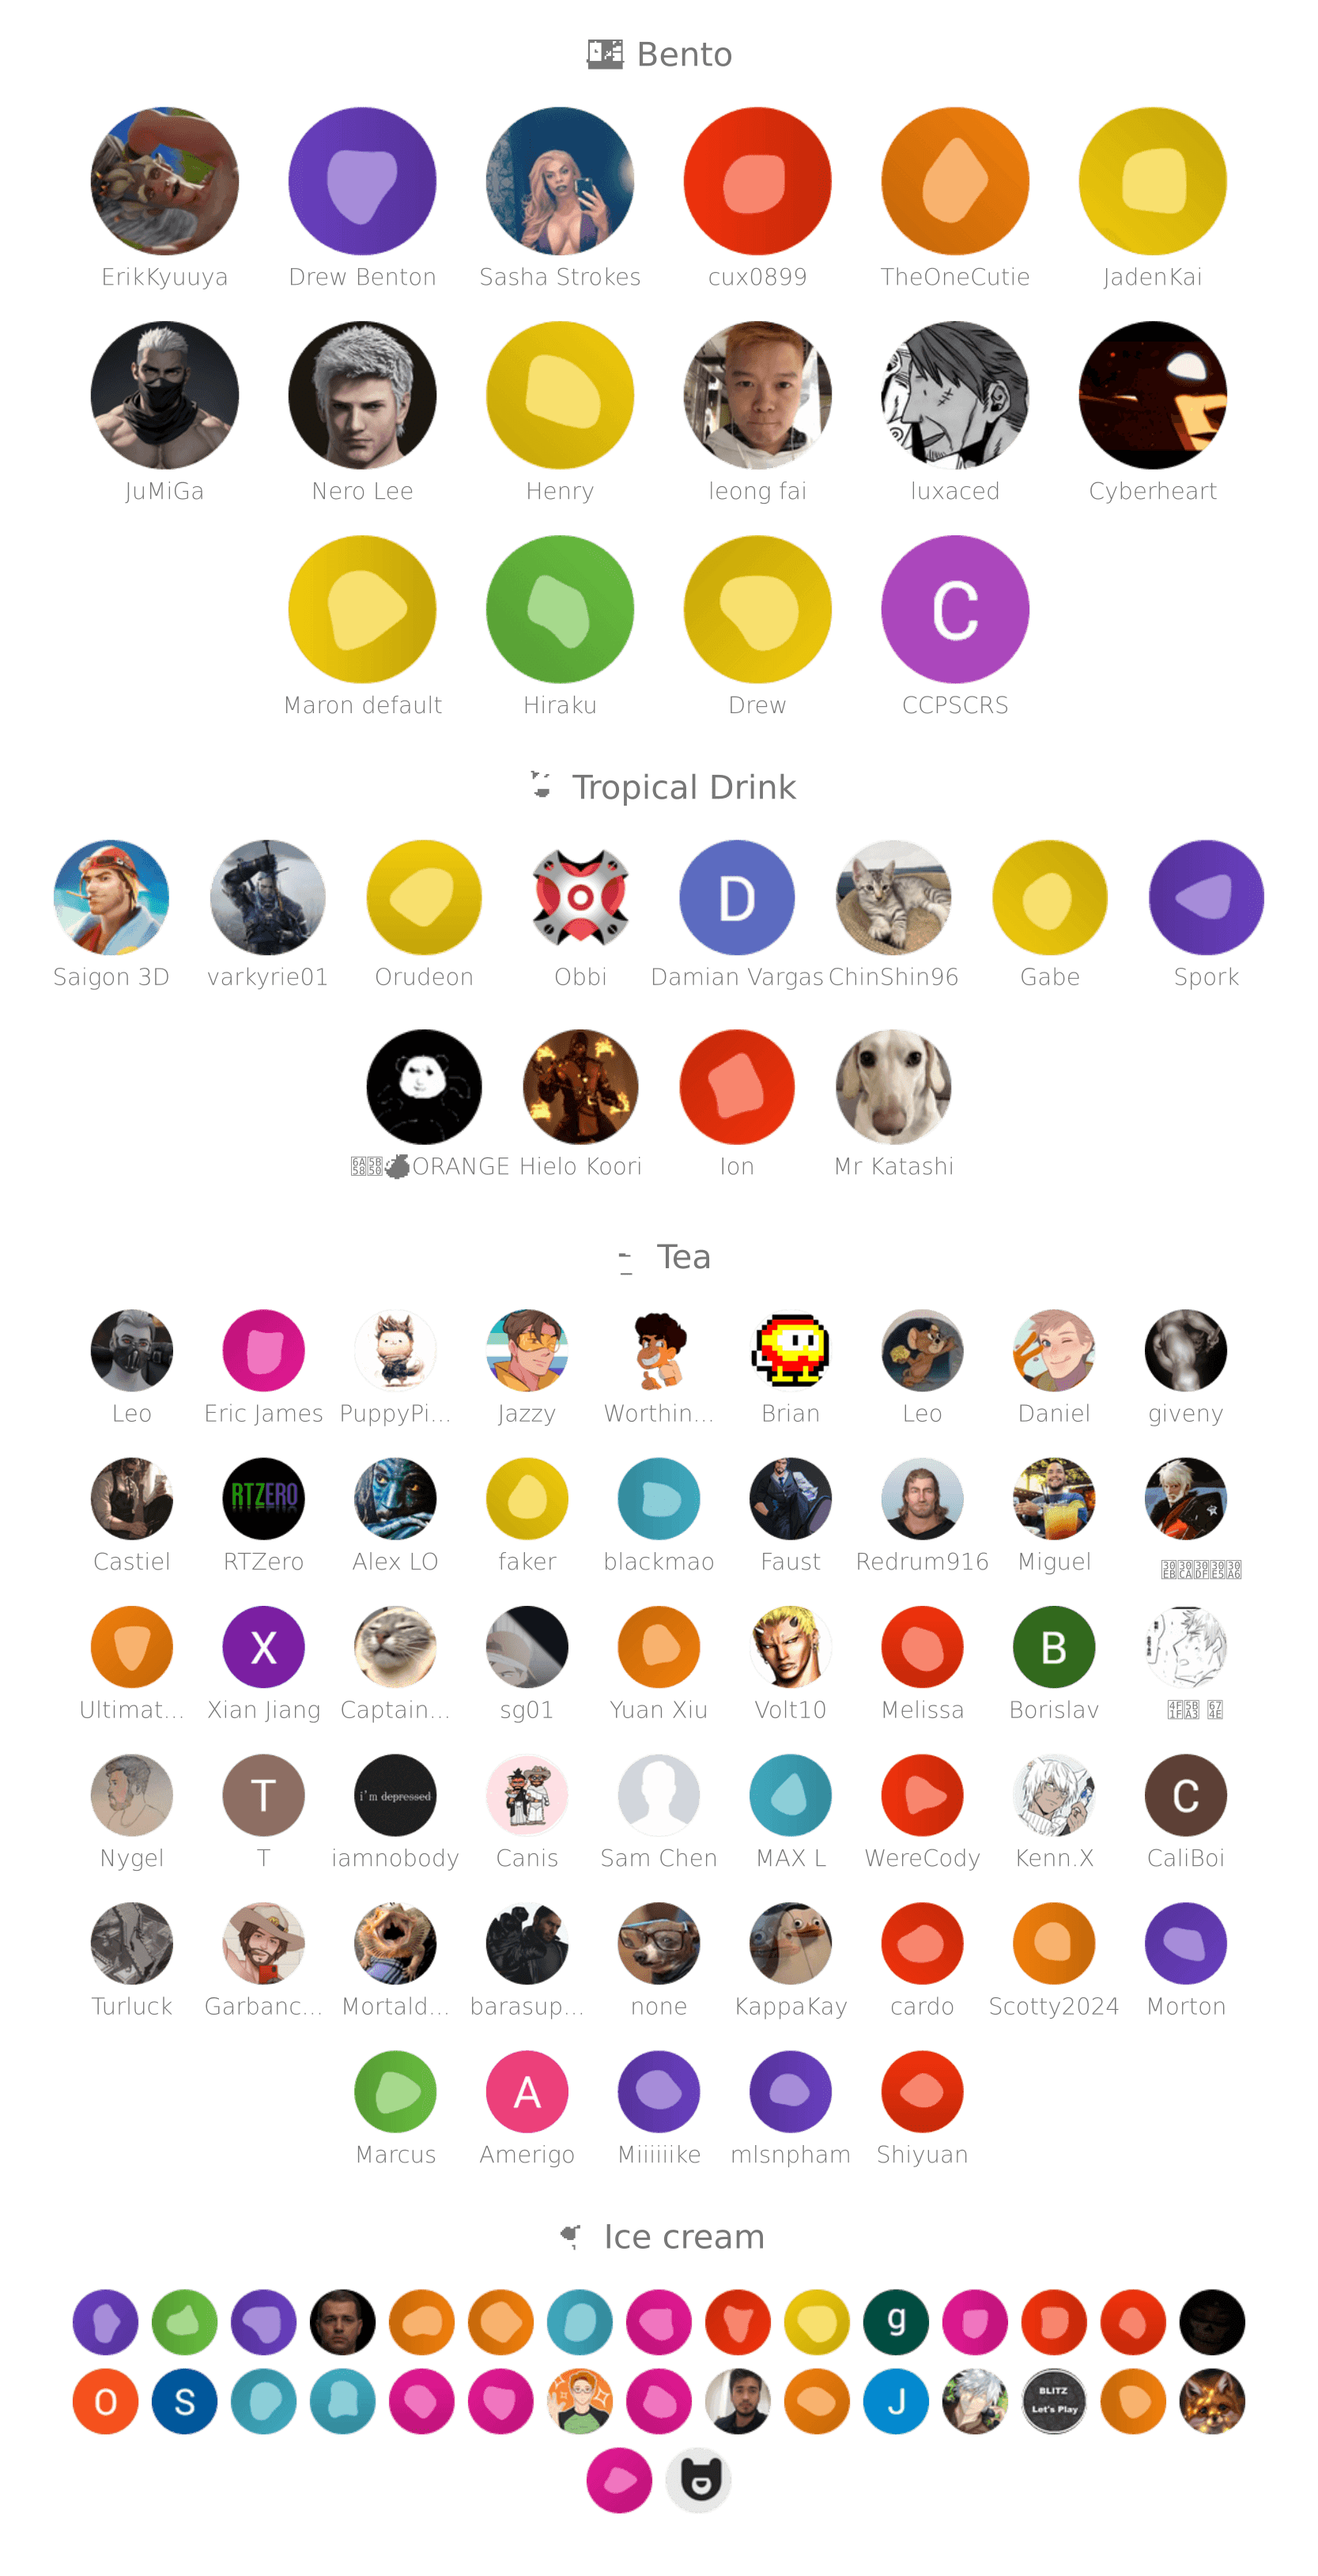 Bento
ErikKyuuya Drew Benton Sasha Strokes cux0899 TheOneCutie JadenKai
JuMiGa Nero Lee Henry leong fai luxaced Cyberheart
C
Maron default Hiraku Drew CCPSCRS
Tropical Drink
D
Saigon 3D varkyrie01 Orudeon Obbi Damian Vargas ChinShin96 Gabe Spork
ORANGE Hielo Koori Ion Mr Katashi
Tea
Leo Eric James PuppyPi... Jazzy Worthin... Brian Leo Daniel giveny
RTZERO
Castiel RTZero Alex LO faker blackmao Faust Redrum916 Miguel
X B
Ultimat... Xian Jiang Captain... sg01 Yuan Xiu Volt10 Melissa Borislav
T i'm depressed C
Nygel T iamnobody Canis Sam Chen MAX L WereCody Kenn.X CaliBoi
Turluck Garbanc... Mortald... barasup... none KappaKay cardo Scotty2024 Morton
A
Marcus Amerigo Miiiiiike mlsnpham Shiyuan
Ice cream
g
O S J BLITZ
Let's Play